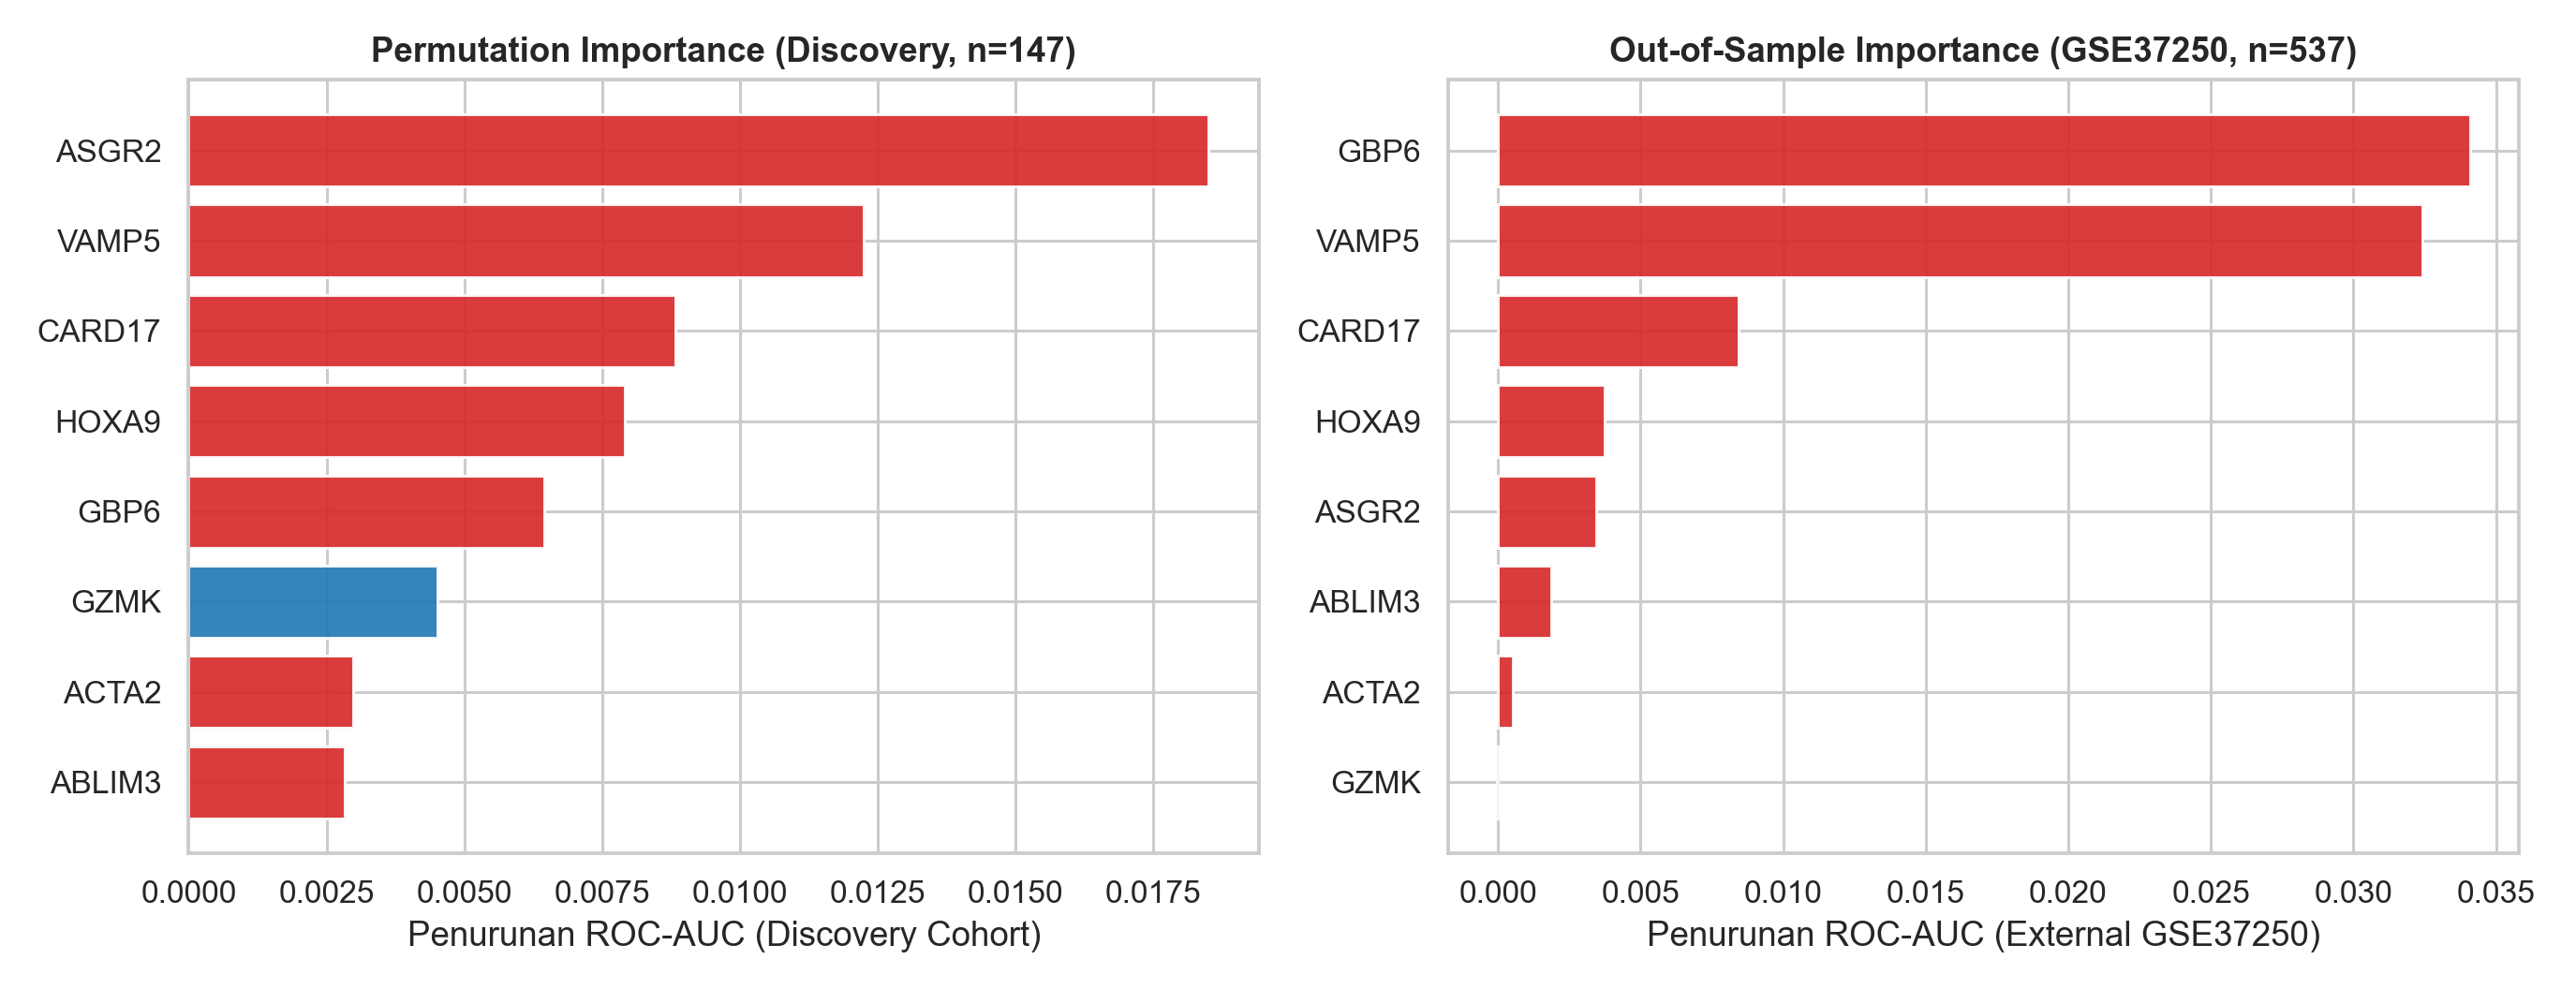 Permutation Importance (Discovery, n=147)
ASGR2
VAMP5
CARD17
HOXA9
GBP6
GZMK
ACTA2
ABLIM3
0.0000 0.0025 0.0050 0.0075 0.0100 0.0125 0.0150 0.0175
Penurunan ROC-AUC (Discovery Cohort)
Out-of-Sample Importance (GSE37250, n=537)
GBP6
VAMP5
CARD17
HOXA9
ASGR2
ABLIM3
ACTA2
GZMK
0.000 0.005 0.010 0.015 0.020 0.025 0.030 0.035
Penurunan ROC-AUC (External GSE37250)